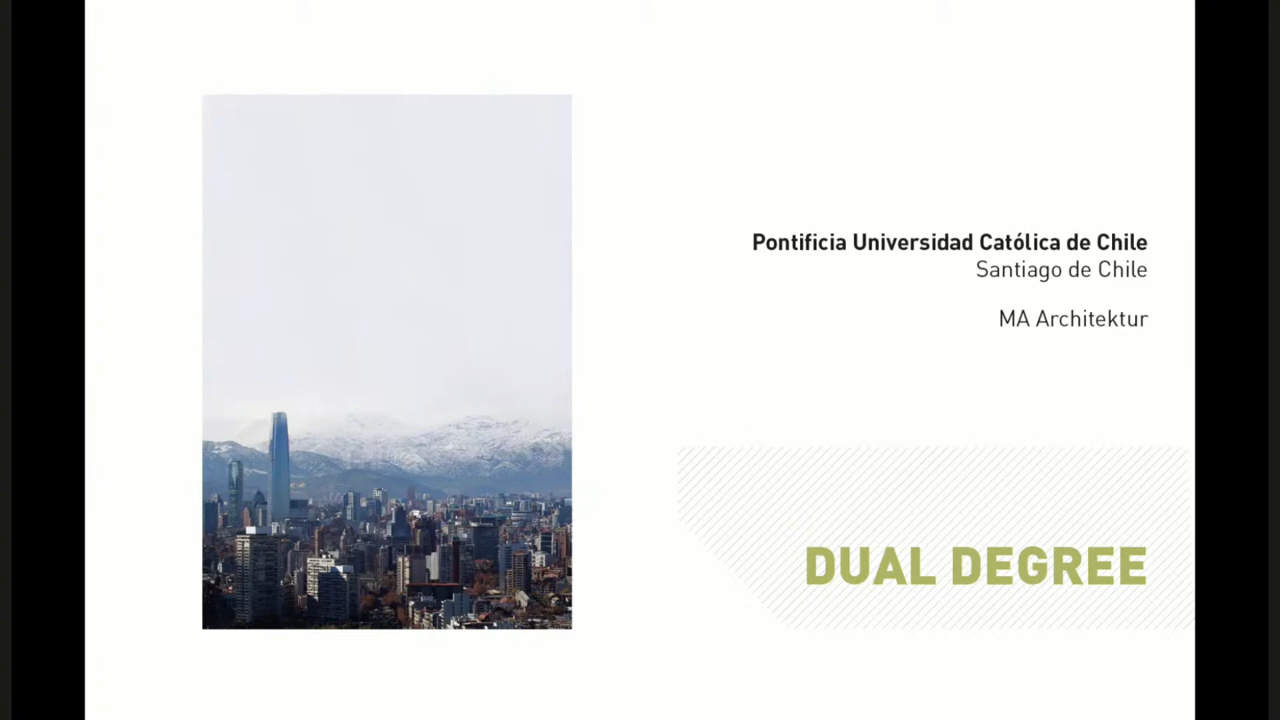 Pontificia Universidad Católica de Chile
Santiago de Chile
MA Architektur
DUAL DEGREE